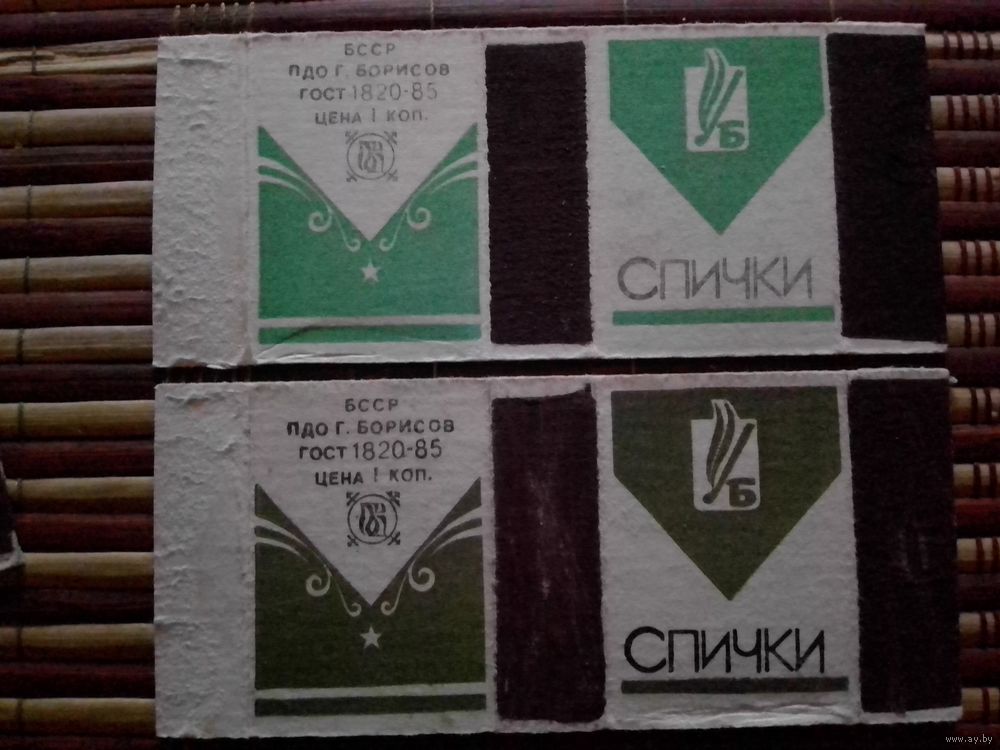 БССР
ПДО Г. БОРИСОВ
ГОСТ 1820-85
ЦЕНА 1 КОП.
Б
СПИЧКИ
БССР
ПДО Г. БОРИСОВ
ГОСТ 1820-85
ЦЕНА 1 КОП.
Б
СПИЧКИ
www.ay.by